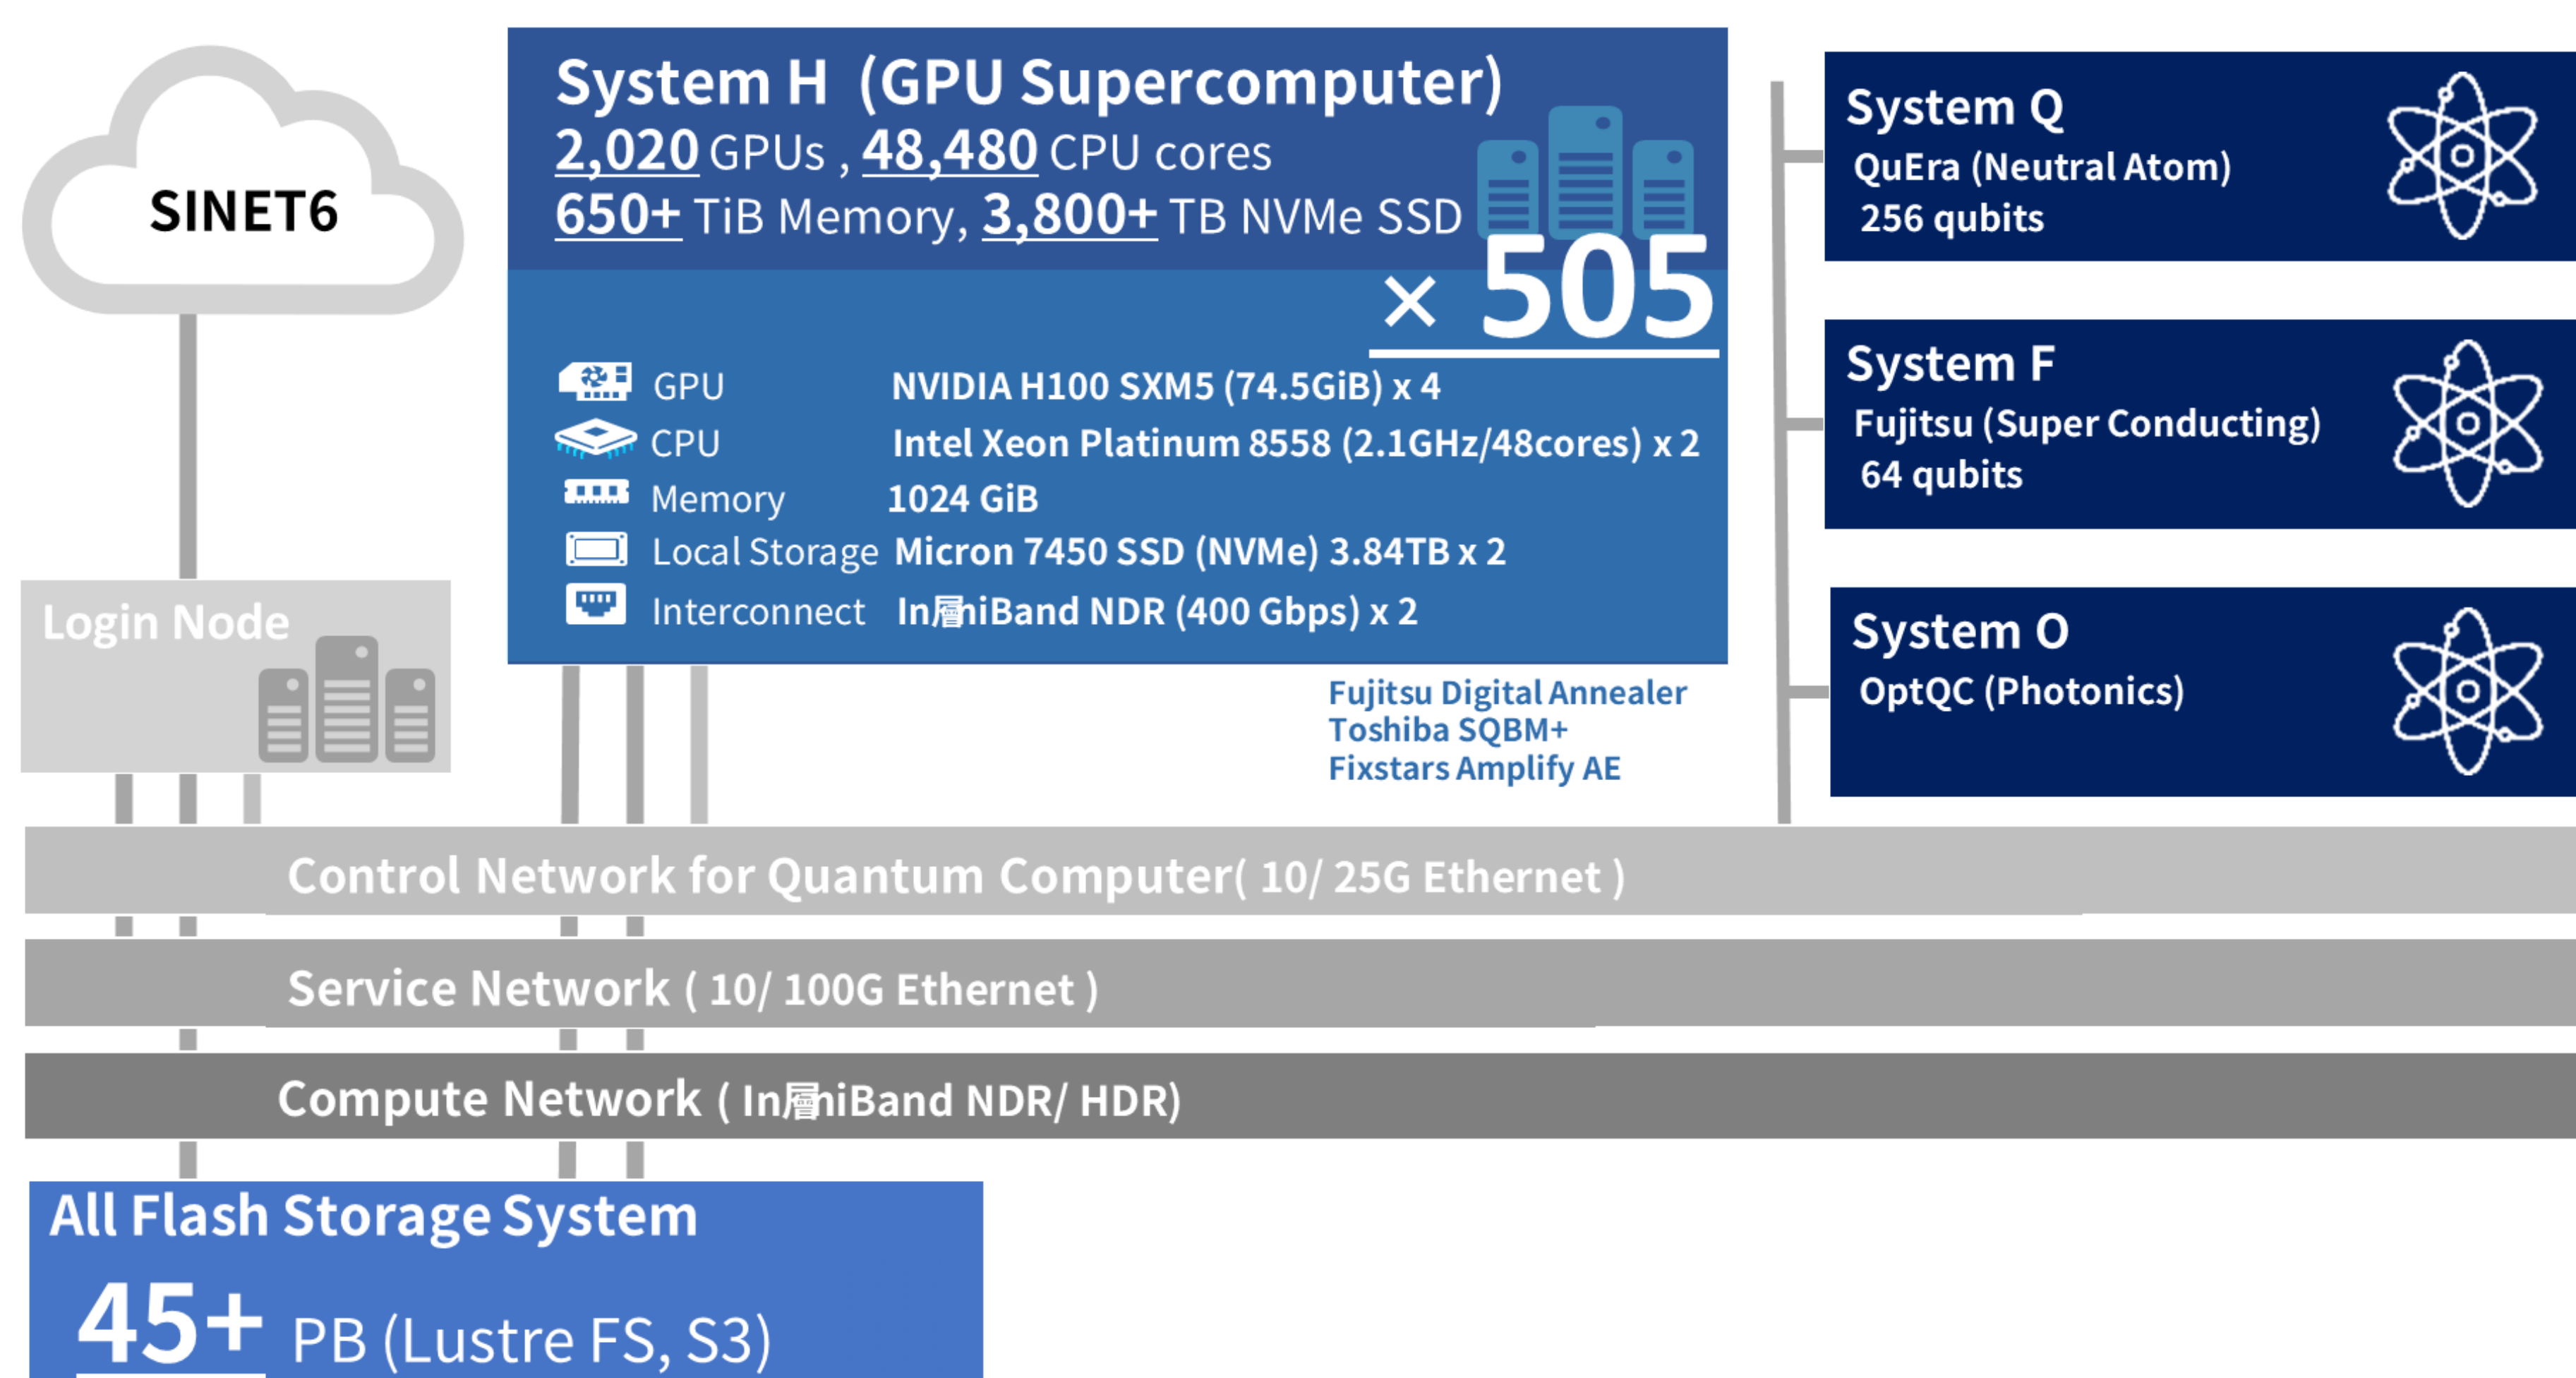 SINET6
System H (GPU Supercomputer)
2,020 GPUs , 48,480 CPU cores
650+ TiB Memory, 3,800+ TB NVMe SSD
× 505
GPU NVIDIA H100 SXM5 (74.5GiB) x 4
CPU Intel Xeon Platinum 8558 (2.1GHz/48cores) x 2
Memory 1024 GiB
Local Storage Micron 7450 SSD (NVMe) 3.84TB x 2
Interconnect In層niBand NDR (400 Gbps) x 2
System Q
QuEra (Neutral Atom)
256 qubits
System F
Fujitsu (Super Conducting)
64 qubits
System O
OptQC (Photonics)
Login Node
Fujitsu Digital Annealer
Toshiba SQBM+
Fixstars Amplify AE
Control Network for Quantum Computer( 10/ 25G Ethernet )
Service Network ( 10/ 100G Ethernet )
Compute Network ( In層niBand NDR/ HDR)
All Flash Storage System
45+ PB (Lustre FS, S3)